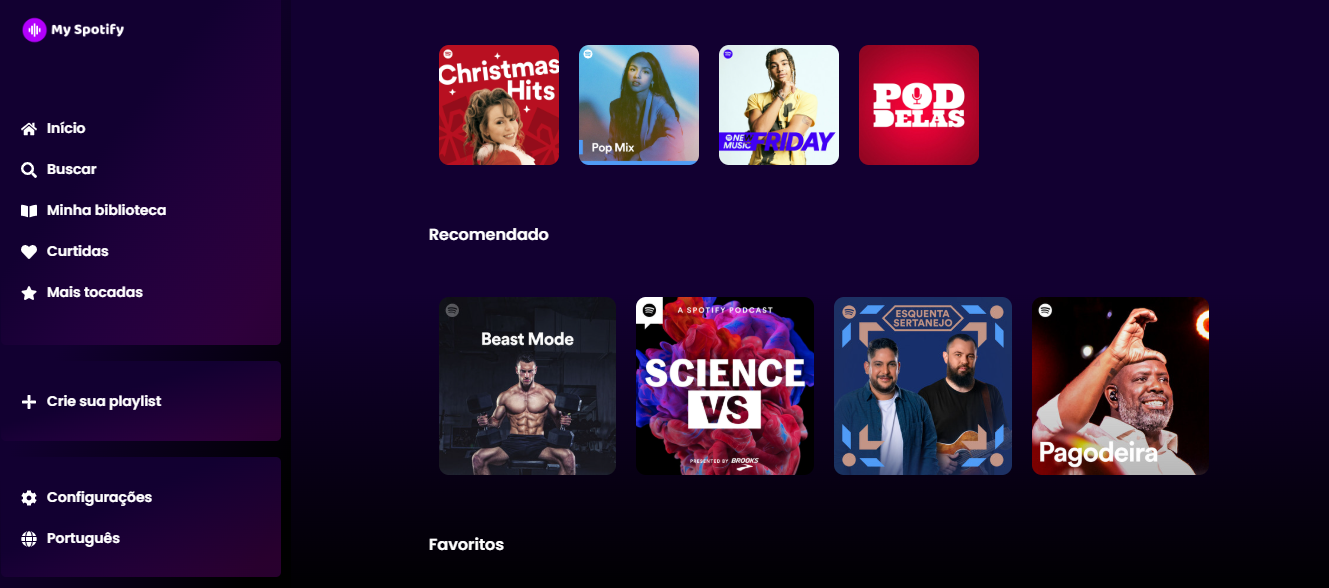 My Spotify
Início
Buscar
Minha biblioteca
Curtidas
Mais tocadas
Crie sua playlist
Configurações
Português
Christmas
Hits
Pop Mix
NE
MUSIC
FRIDAY
POD
DELAS
Recomendado
Beast Mode
A SPOTIFY PODCAST
SCIENCE
VS
PRESENTED BY BROOKS
ESQUENTA
SERTANEJO
Pagodeira
Favoritos